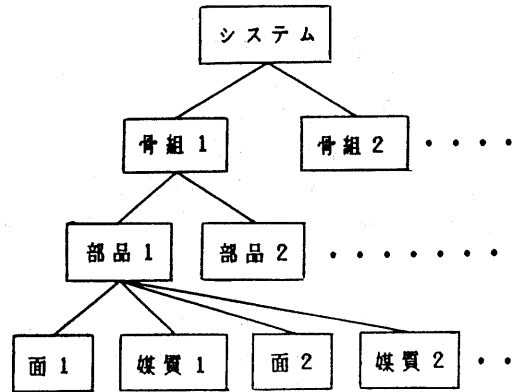 システム
骨組1 骨組2 ・・・・
部品1 部品2 ・・・・・・・
面1 媒質1 面2 媒質2 ・・